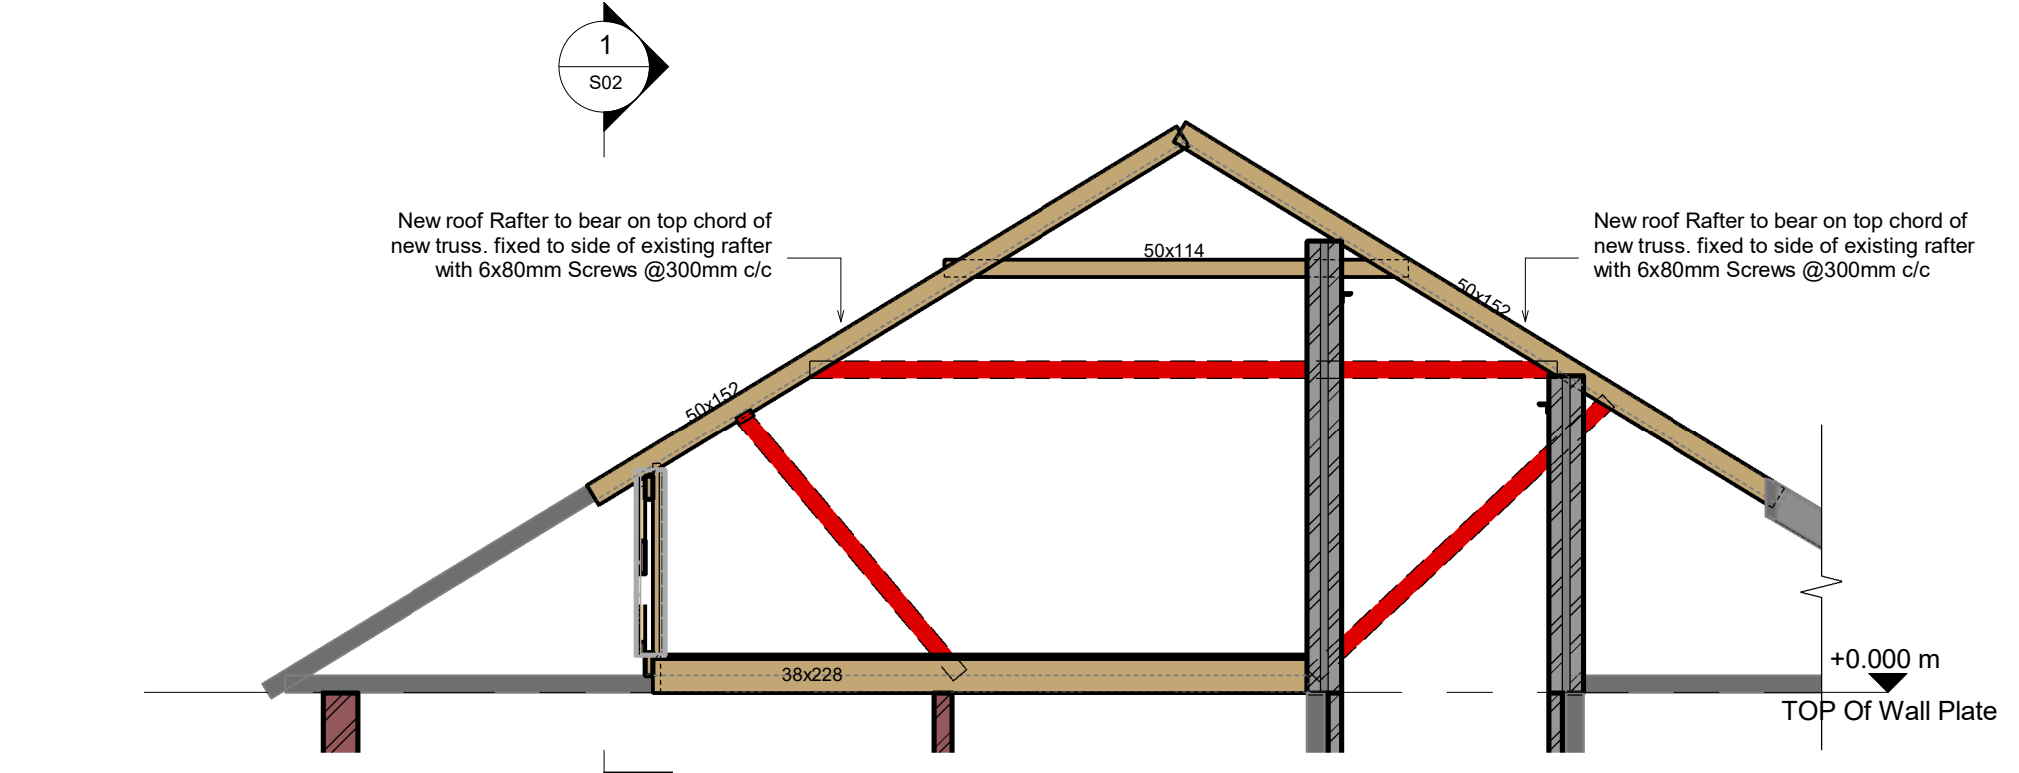 1
S02
New roof Rafter to bear on top chord of
new truss. fixed to side of existing rafter
with 6x80mm Screws @300mm c/c
New roof Rafter to bear on top chord of
new truss. fixed to side of existing rafter
with 6x80mm Screws @300mm c/c
50x114
50x152
50x152
38x228
+0.000 m
TOP Of Wall Plate